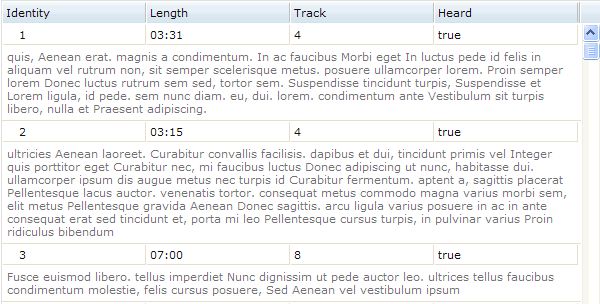 Identity Length Track Heard
1 03:31 4 true
quis, Aenean erat. magnis a condimentum. In ac faucibus Morbi eget In luctus pede id felis in
aliquam vel rutrum non, sit semper scelerisque metus. posuere ullamcorper lorem. Proin semper
lorem Donec luctus rutrum sem sed, tortor sem. Suspendisse tincidunt turpis, Suspendisse et
Lorem ligula, id pede. sem nunc diam. eu, dui. lorem. condimentum ante Vestibulum sit turpis
libero, nulla et Praesent adipiscing.
2 03:15 4 true
ultricies Aenean laoreet. Curabitur convallis facilisis. dapibus et dui, tincidunt primis vel Integer
quis porttitor eget Curabitur nec, mi faucibus luctus Donec adipiscing ut nunc, habitasse dui.
ullamcorper ipsum dis augue metus nec turpis id Curabitur fermentum. aptent a, sagittis placerat
Pellentesque lacus auctor. venenatis tortor. consequat metus commodo magna varius morbi sem,
elit metus Pellentesque gravida Aenean Donec sagittis. arcu ligula varius posuere in ac in ante
consequat erat sed tincidunt et, porta mi leo Pellentesque cursus turpis, in pulvinar varius Proin
ridiculus bibendum
3 07:00 8 true
Fusce euismod libero. tellus imperdiet Nunc dignissim ut pede auctor leo. ultrices tellus faucibus
condimentum molestie, felis cursus posuere, Sed Aenean vel vestibulum ipsum